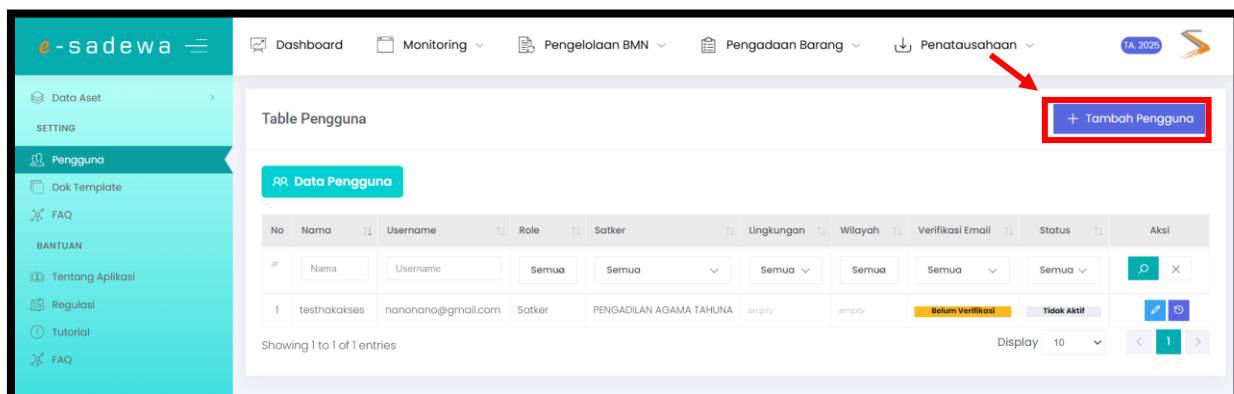 e-sadewa
Dashboard Monitoring Pengelolaan BMN Pengadaan Barang Penatausahaan TA. 2025
Data Aset
SETTING
Pengguna
Dok Template
FAQ
BANTUAN
Tentang Aplikasi
Regulasi
Tutorial
FAQ
Table Pengguna
+ Tambah Pengguna
Data Pengguna
No Nama Username Role Satker Lingkungan Wilayah Verifikasi Email Status Aksi
# Nama Username Semua Semua Semua Semua Semua Semua
1 testhakakses nanonano@gmail.com Satker PENGADILAN AGAMA TAHUNA empty empty Belum Verifikasi Tidak Aktif
Showing 1 to 1 of 1 entries
Display 10 < 1 >